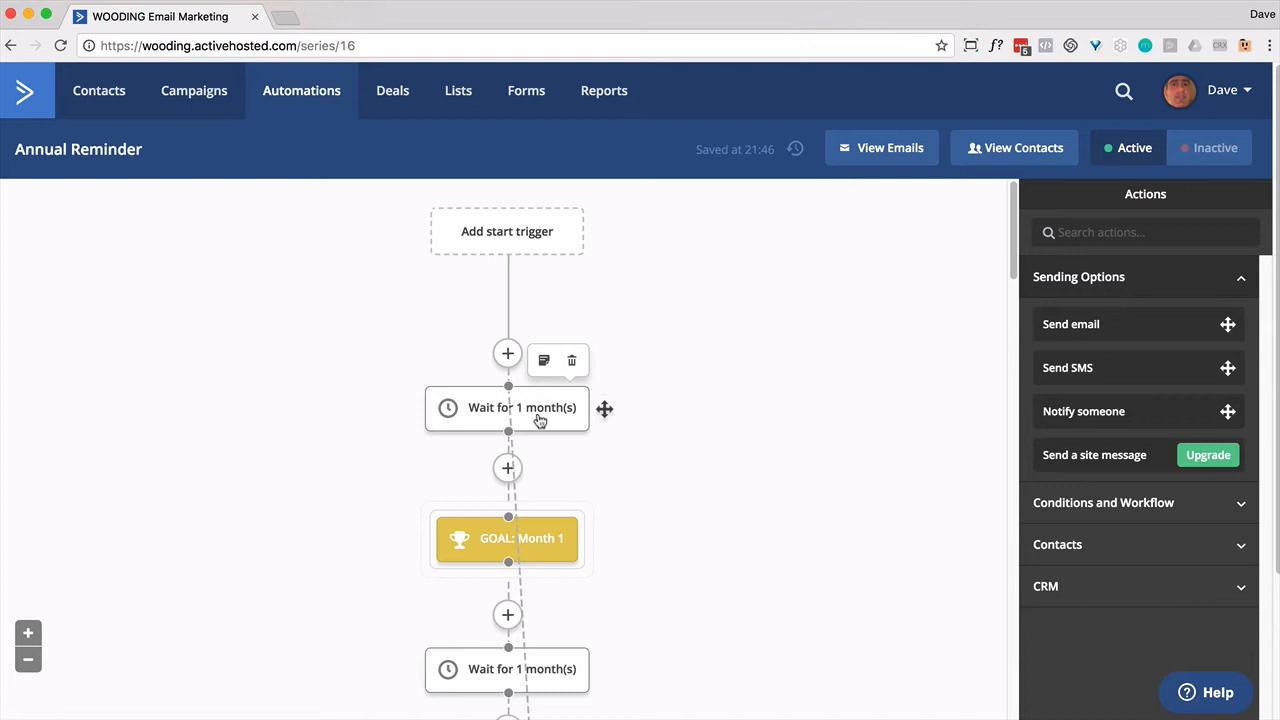 WOODING Email Marketing
Dave
https://wooding.activehosted.com/series/16
f?
5
CRX
Contacts
Campaigns
Automations
Deals
Lists
Forms
Reports
Dave
Annual Reminder
Saved at 21:46
View Emails
View Contacts
Active
Inactive
Add start trigger
Wait for 1 month(s)
GOAL: Month 1
Wait for 1 month(s)
Actions
Search actions...
Sending Options
Send email
Send SMS
Notify someone
Send a site message
Upgrade
Conditions and Workflow
Contacts
CRM
Help